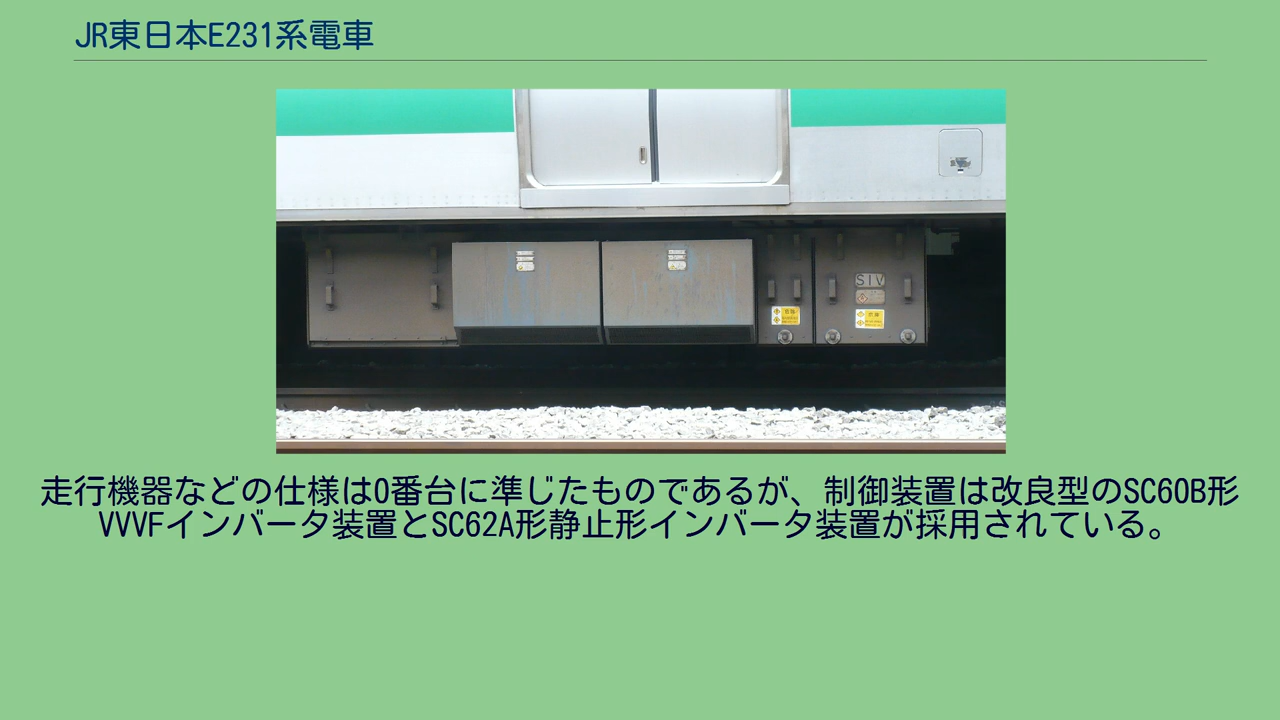 JR東日本E231系電車
SIV
走行機器などの仕様は0番台に準じたものであるが、制御装置は改良型のSC60B形
VVVFインバータ装置とSC62A形静止形インバータ装置が採用されている。